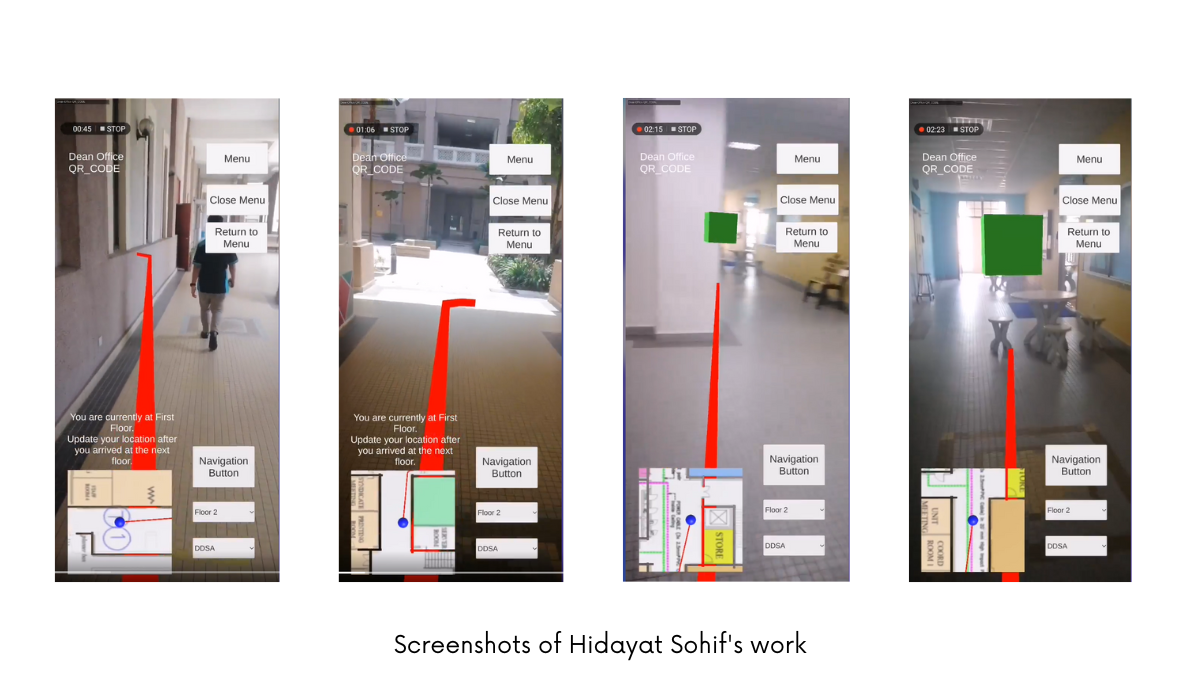 00:45 STOP
Dean Office
QR_CODE
Menu
Close Menu
Return to
Menu
You are currently at First
Floor.
Update your location after
you arrived at the next
floor.
Navigation
Button
Floor 2
DDSA
01:06 STOP
Dean Office
QR_CODE
Menu
Close Menu
Return to
Menu
You are currently at First
Floor.
Update your location after
you arrived at the next
floor.
Navigation
Button
Floor 2
DDSA
PRINTING
ROOM
02:15 STOP
Dean Office
QR_CODE
Menu
Close Menu
Return to
Menu
Navigation
Button
Floor 2
DDSA
STORE
02:23 STOP
Dean Office
QR_CODE
Menu
Close Menu
Return to
Menu
Navigation
Button
Floor 2
DDSA
STORE
UNIT
MEETING
COORD
ROOM 1
Screenshots of Hidayat Sohif's work